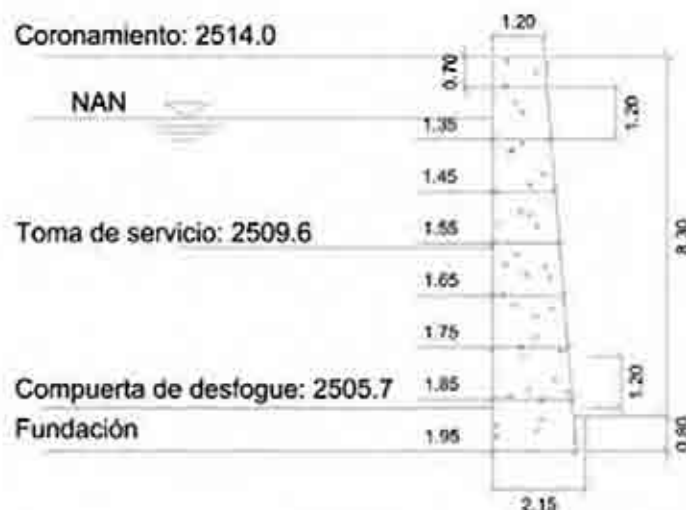 1.20
Coronamiento: 2514.0
0.70
NAN
1.20
1.35
1.45
8.30
Toma de servicio: 2509.6
1.55
1.65
1.75
1.20
Compuerta de desfogue: 2505.7
1.85
Fundación
1.95
0.80
2.15